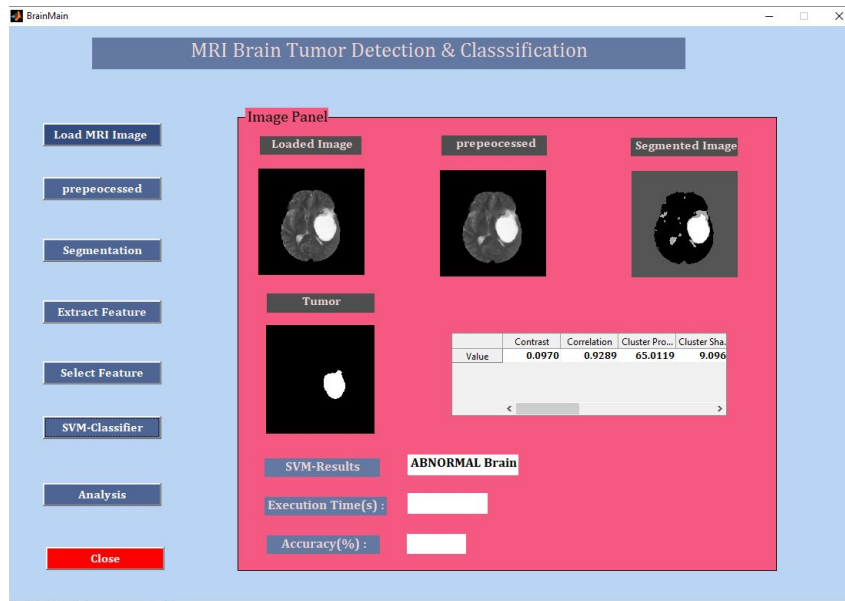 BrainMain
MRI Brain Tumor Detection & Classsification
Load MRI Image
prepeocessed
Segmentation
Extract Feature
Select Feature
SVM-Classifier
Analysis
Close
Image Panel
Loaded Image
prepeocessed
Segmented Image
Tumor
Contrast Correlation Cluster Pro... Cluster Sha.
Value 0.0970 0.9289 65.0119 9.096
SVM-Results ABNORMAL Brain
Execution Time(s) :
Accuracy(%) :